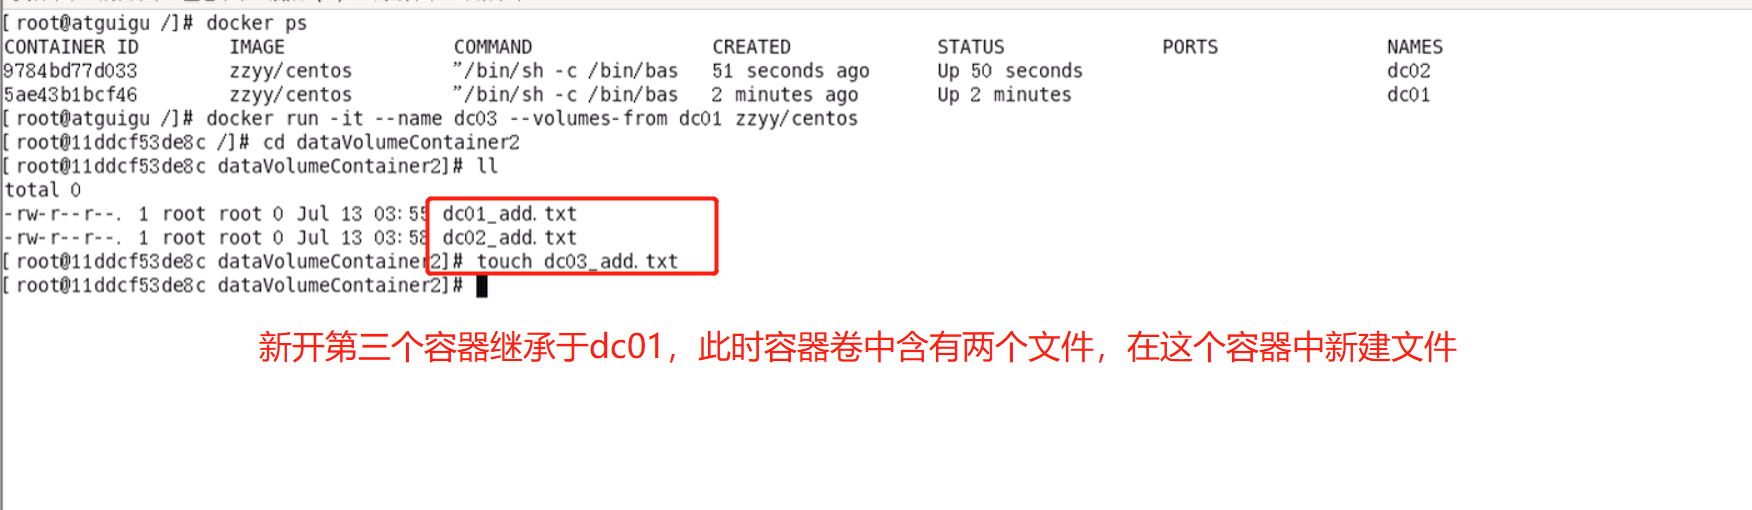 [root@atguigu /]# docker ps
CONTAINER ID        IMAGE               COMMAND                CREATED             STATUS              PORTS               NAMES
9784bd77d033        zzyy/centos         "/bin/sh -c /bin/bas   51 seconds ago      Up 50 seconds                           dc02
5ae43b1bcf46        zzyy/centos         "/bin/sh -c /bin/bas   2 minutes ago       Up 2 minutes                            dc01
[root@atguigu /]# docker run -it --name dc03 --volumes-from dc01 zzyy/centos
[root@11ddcf53de8c /]# cd dataVolumeContainer2
[root@11ddcf53de8c dataVolumeContainer2]# ll
total 0
-rw-r--r--. 1 root root 0 Jul 13 03:55 dc01_add.txt
-rw-r--r--. 1 root root 0 Jul 13 03:58 dc02_add.txt
[root@11ddcf53de8c dataVolumeContainer2]# touch dc03_add.txt
[root@11ddcf53de8c dataVolumeContainer2]#
新开第三个容器继承于dc01，此时容器卷中含有两个文件，在这个容器中新建文件